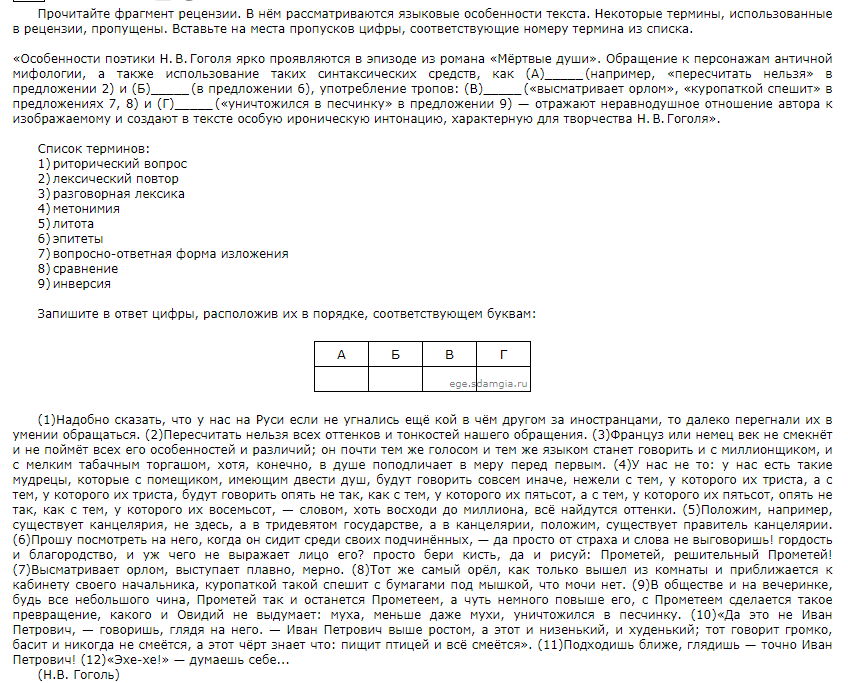 Прочитайте фрагмент рецензии. В нём рассматриваются языковые особенности текста. Некоторые термины, использованные
в рецензии, пропущены. Вставьте на места пропусков цифры, соответствующие номеру термина из списка.
«Особенности поэтики Н. В. Гоголя ярко проявляются в эпизоде из романа «Мёртвые души». Обращение к персонажам античной
мифологии, а также использование таких синтаксических средств, как (А)_____(например, «пересчитать нельзя» в
предложении 2) и (Б)_____(в предложении 6), употребление тропов: (В)_____(«высматривает орлом», «куропаткой спешит» в
предложениях 7, 8) и (Г)_____(«уничтожился в песчинку» в предложении 9) — отражают неравнодушное отношение автора к
изображаемому и создают в тексте особую ироническую интонацию, характерную для творчества Н. В. Гоголя».
Список терминов:
1) риторический вопрос
2) лексический повтор
3) разговорная лексика
4) метонимия
5) литота
6) эпитеты
7) вопросно-ответная форма изложения
8) сравнение
9) инверсия
Запишите в ответ цифры, расположив их в порядке, соответствующем буквам:
А Б В Г
ege.sdamgia.ru
(1)Надобно сказать, что у нас на Руси если не угнались ещё кой в чём другом за иностранцами, то далеко перегнали их в
умении обращаться. (2)Пересчитать нельзя всех оттенков и тонкостей нашего обращения. (3)Француз или немец век не смекнёт
и не поймёт всех его особенностей и различий; он почти тем же голосом и тем же языком станет говорить и с миллионщиком, и
с мелким табачным торгашом, хотя, конечно, в душе поподличает в меру перед первым. (4)У нас не то: у нас есть такие
мудрецы, которые с помещиком, имеющим двести душ, будут говорить совсем иначе, нежели с тем, у которого их триста, а с
тем, у которого их триста, будут говорить опять не так, как с тем, у которого их пятьсот, а с тем, у которого их пятьсот, опять не
так, как с тем, у которого их восемьсот, — словом, хоть восходи до миллиона, всё найдутся оттенки. (5)Положим, например,
существует канцелярия, не здесь, а в тридевятом государстве, а в канцелярии, положим, существует правитель канцелярии.
(6)Прошу посмотреть на него, когда он сидит среди своих подчинённых, — да просто от страха и слова не выговоришь! гордость
и благородство, и уж чего не выражает лицо его? просто бери кисть, да и рисуй: Прометей, решительный Прометей!
(7)Высматривает орлом, выступает плавно, мерно. (8)Тот же самый орёл, как только вышел из комнаты и приближается к
кабинету своего начальника, куропаткой такой спешит с бумагами под мышкой, что мочи нет. (9)В обществе и на вечеринке,
будь все небольшого чина, Прометей так и останется Прометеем, а чуть немного повыше его, с Прометеем сделается такое
превращение, какого и Овидий не выдумает: муха, меньше даже мухи, уничтожился в песчинку. (10)«Да это не Иван
Петрович, — говоришь, глядя на него. — Иван Петрович выше ростом, а этот и низенький, и худенький; тот говорит громко,
басит и никогда не смеётся, а этот чёрт знает что: пищит птицей и всё смеётся». (11)Подходишь ближе, глядишь — точно Иван
Петрович! (12)«Эхе-хе!» — думаешь себе...
(Н.В. Гоголь)